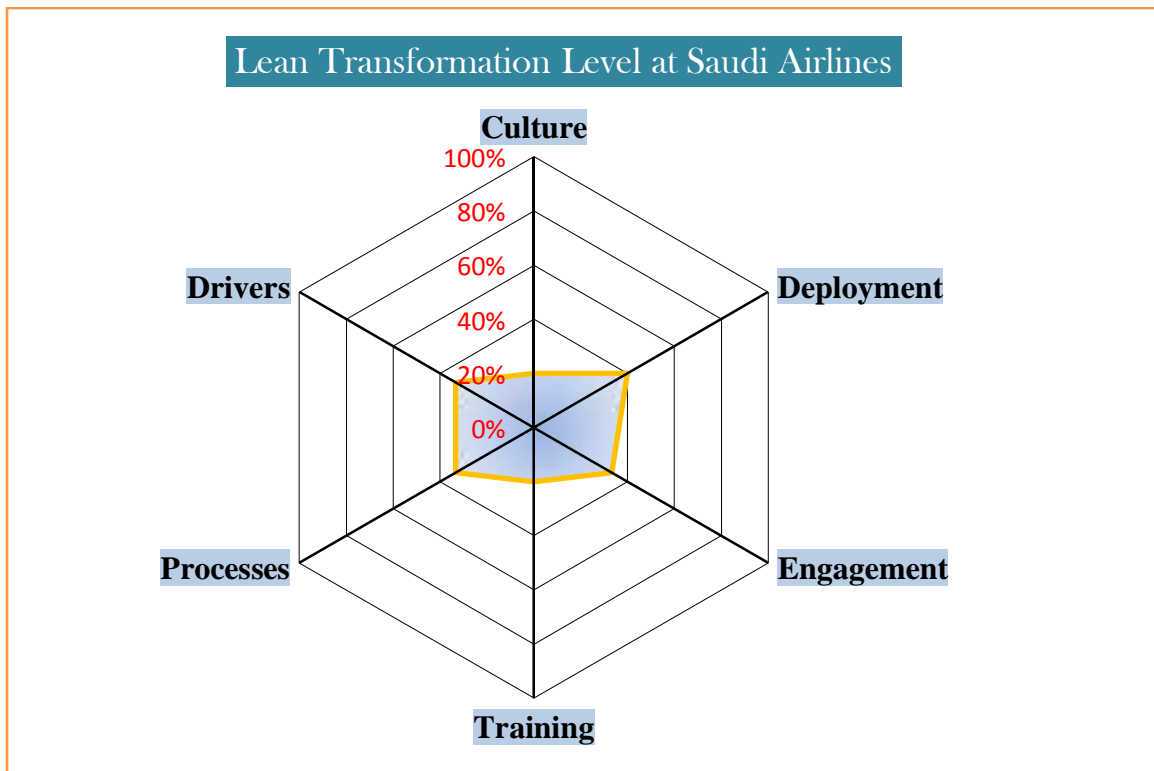 Lean Transformation Level at Saudi Airlines
Culture
100%
80%
60%
Drivers
Deployment
40%
20%
0%
Processes
Engagement
Training